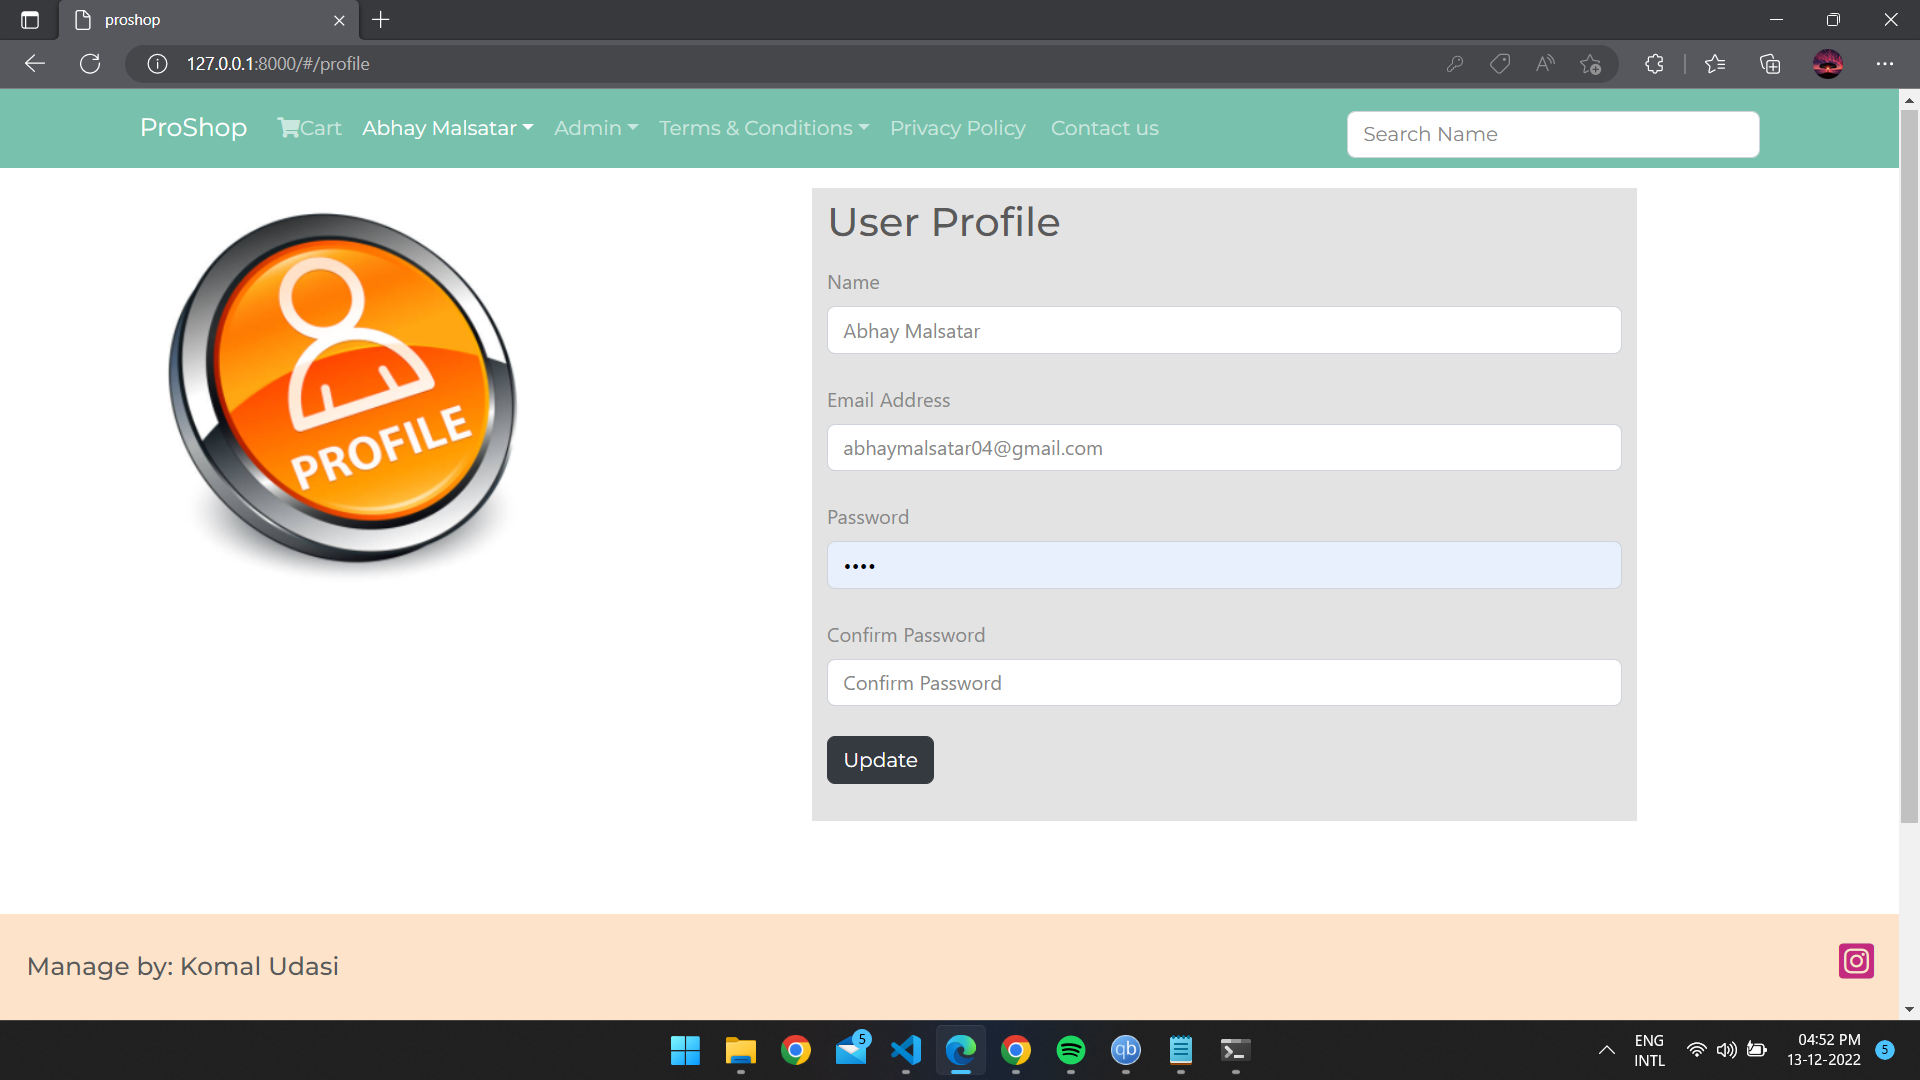 proshop
127.0.0.1:8000/#/profile
ProShop Cart Abhay Malsatar Admin Terms & Conditions Privacy Policy Contact us Search Name
PROFILE
User Profile
Name
Abhay Malsatar
Email Address
abhaymalsatar04@gmail.com
Password
••••
Confirm Password
Confirm Password
Update
Manage by: Komal Udasi
5
qb
ENG
INTL
04:52 PM
13-12-2022
5